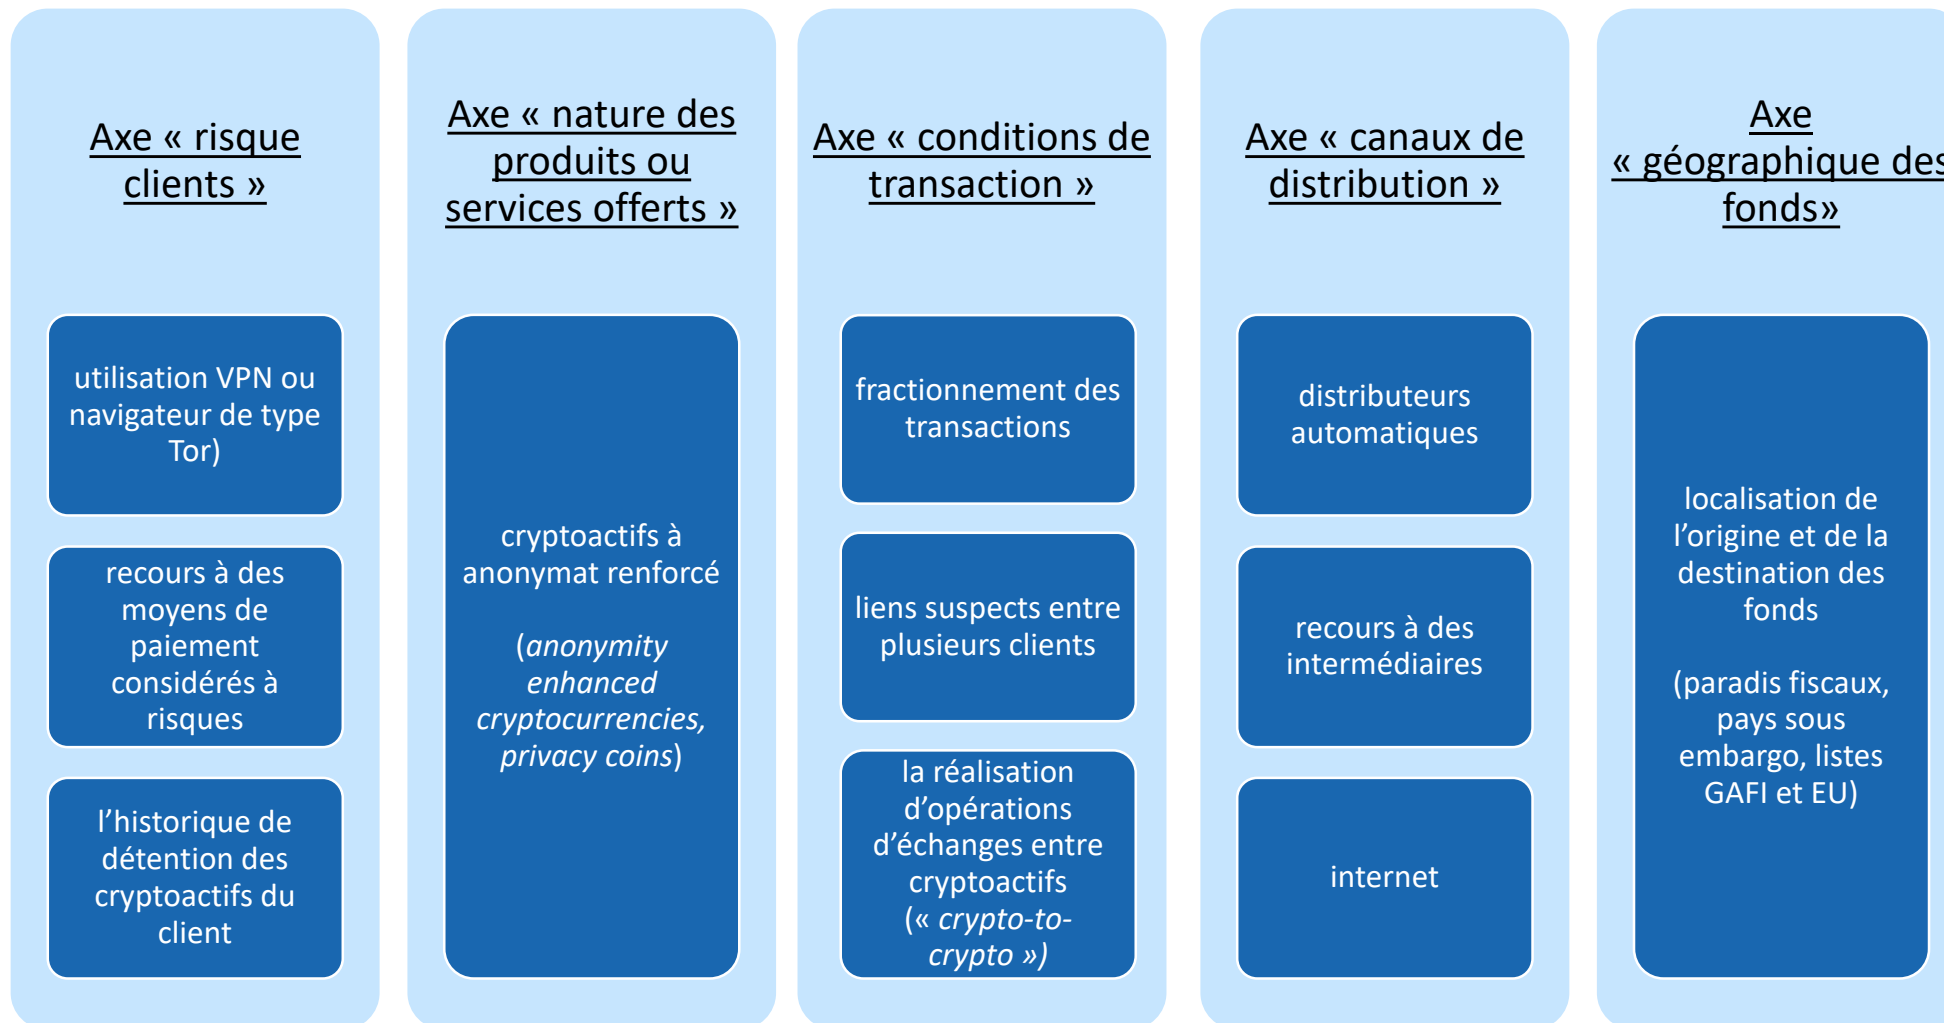 Axe « risque
clients »
utilisation VPN ou
navigateur de type
Tor)
recours à des
moyens de
paiement
considérés à
risques
l’historique de
détention des
cryptoactifs du
client
Axe « nature des
produits ou
services offerts »
cryptoactifs à
anonymat renforcé
(anonymity
enhanced
cryptocurrencies,
privacy coins)
Axe « conditions de
transaction »
fractionnement des
transactions
liens suspects entre
plusieurs clients
la réalisation
d’opérations
d’échanges entre
cryptoactifs
(« crypto-to-
crypto »)
Axe « canaux de
distribution »
distributeurs
automatiques
recours à des
intermédiaires
internet
Axe
« géographique des
fonds»
localisation de
l’origine et de la
destination des
fonds
(paradis fiscaux,
pays sous
embargo, listes
GAFI et EU)